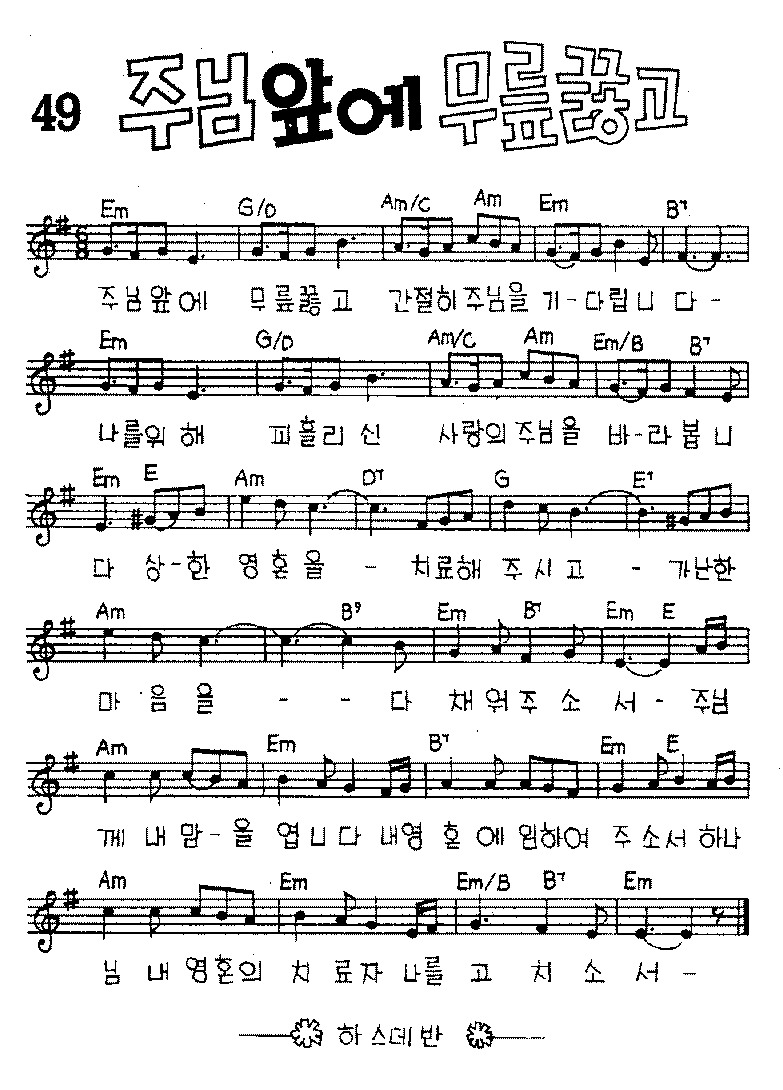 49 주님앞에 무릎꿇고
Em G/D Am/C Am Em B7
주님앞에 무릎꿇고 간절히주님을 기-다립니다-
Em G/D Am/C Am Em/B B7
나를위해 피흘리신 사랑의주님을 바-라봅니
Em E Am D7 G E7
다 상-한 영혼을 - 치료해 주시고 - 가난한
Am B9 Em B7 Em E
마음을 - - 다 채워주소서- 주님
Am Em B7 Em E
께 내맘-을 엽니다 내영혼에 임하여 주소서 하나
Am Em Em/B B7 Em
님 내영혼의 치료자 나를 고치소서-
하스데반